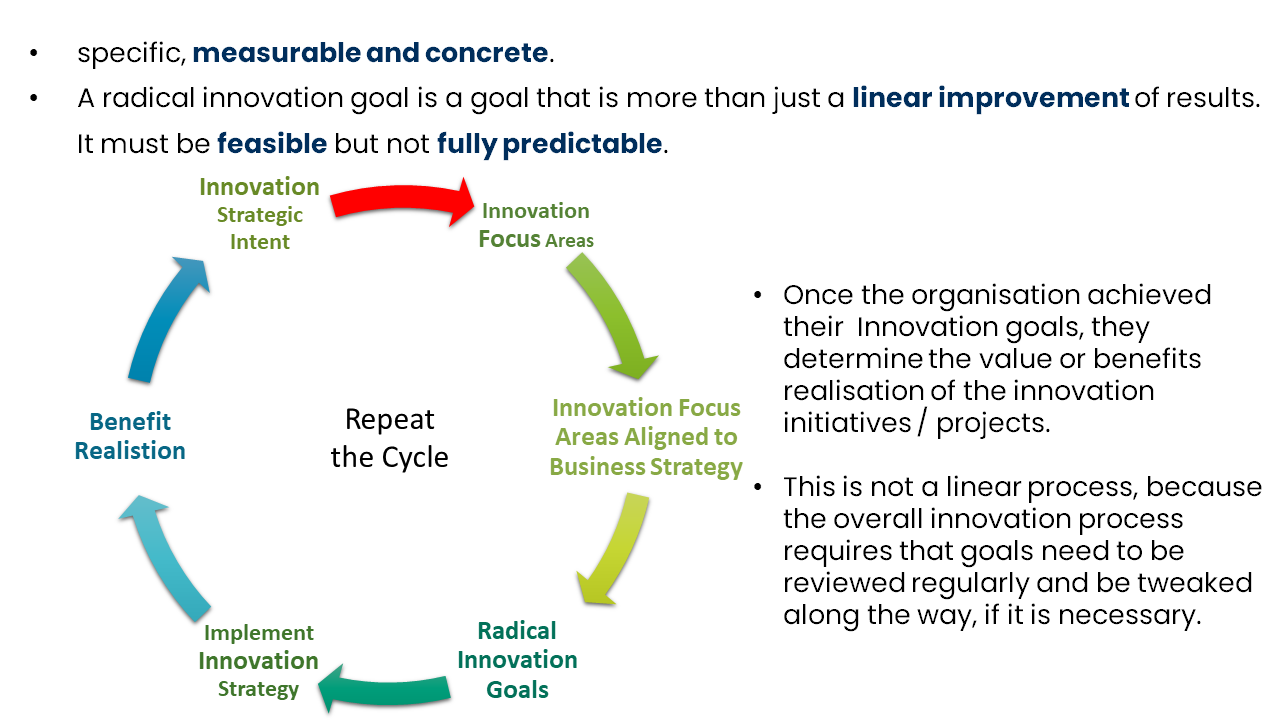 • specific, measurable and concrete.
• A radical innovation goal is a goal that is more than just a linear improvement of results.
It must be feasible but not fully predictable.
Innovation
Strategic
Intent
Innovation
Focus Areas
Innovation Focus
Areas Aligned to
Business Strategy
Radical
Innovation
Goals
Implement
Innovation
Strategy
Benefit
Realistion
Repeat
the Cycle
• Once the organisation achieved
their Innovation goals, they
determine the value or benefits
realisation of the innovation
initiatives / projects.
• This is not a linear process, because
the overall innovation process
requires that goals need to be
reviewed regularly and be tweaked
along the way, if it is necessary.